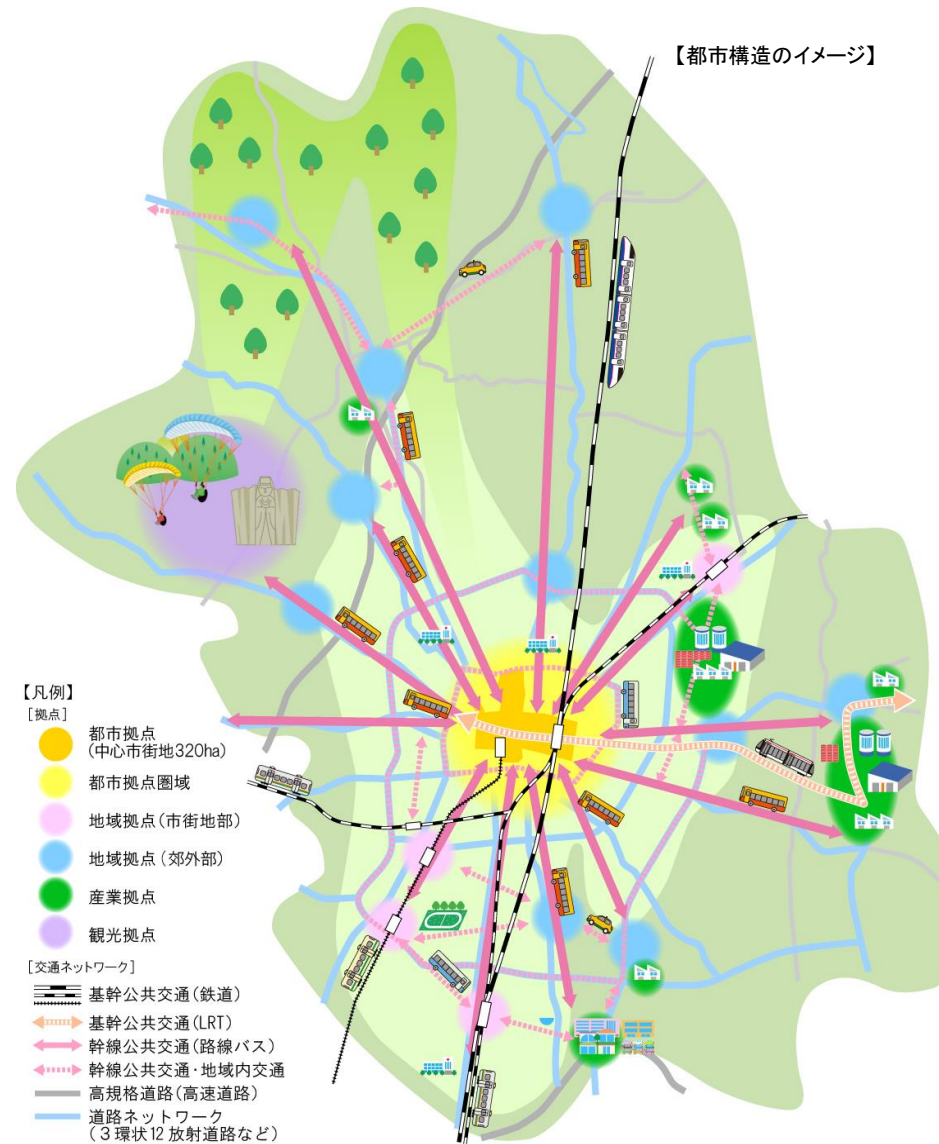 【都市構造のイメージ】
【凡例】
[拠点]
都市拠点
(中心市街地320ha)
都市拠点圏域
地域拠点(市街地部)
地域拠点(郊外部)
産業拠点
観光拠点
[交通ネットワーク]
基幹公共交通(鉄道)
基幹公共交通(LRT)
幹線公共交通(路線バス)
幹線公共交通・地域内交通
高規格道路(高速道路)
道路ネットワーク
(3環状12放射道路など)